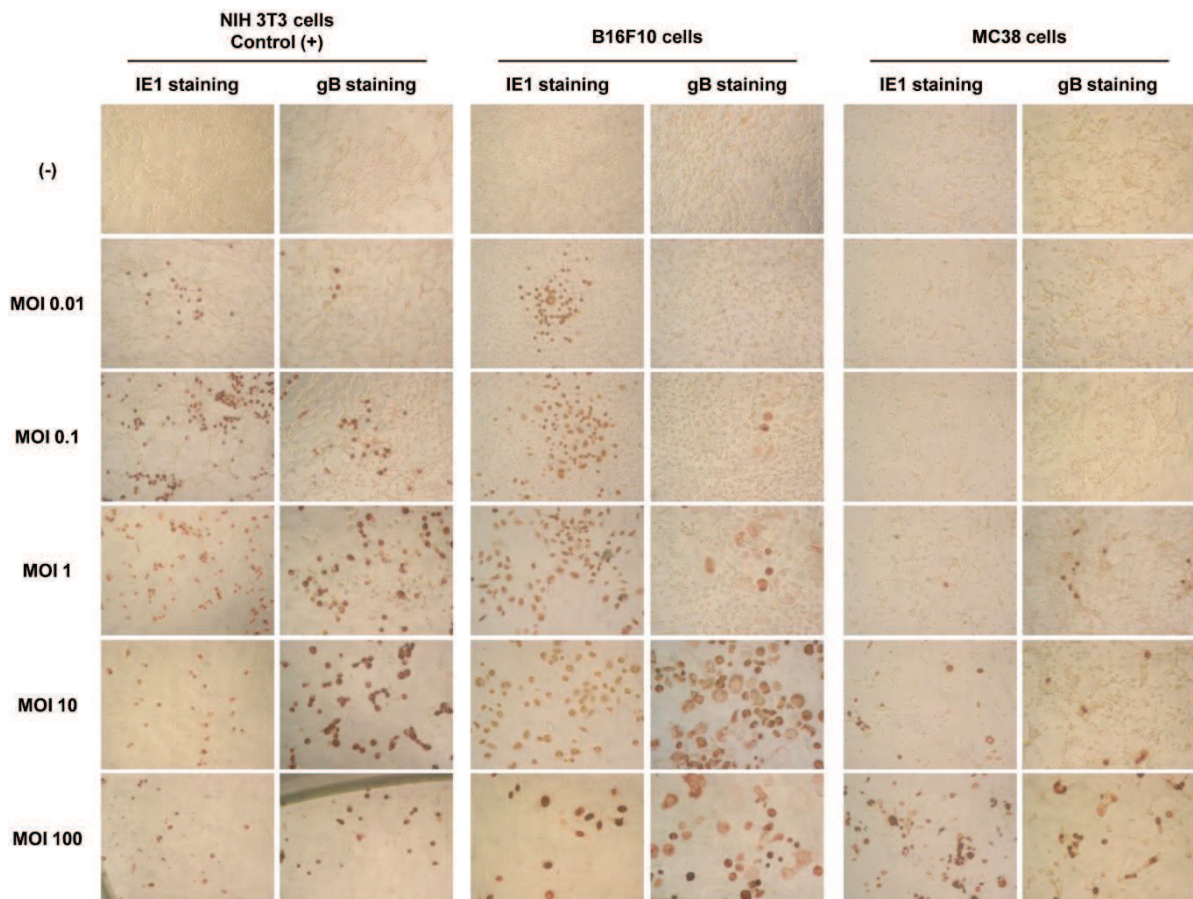 NIH 3T3 cells
Control (+)
B16F10 cells
MC38 cells
IE1 staining
gB staining
IE1 staining
gB staining
IE1 staining
gB staining
(-)
MOI 0.01
MOI 0.1
MOI 1
MOI 10
MOI 100